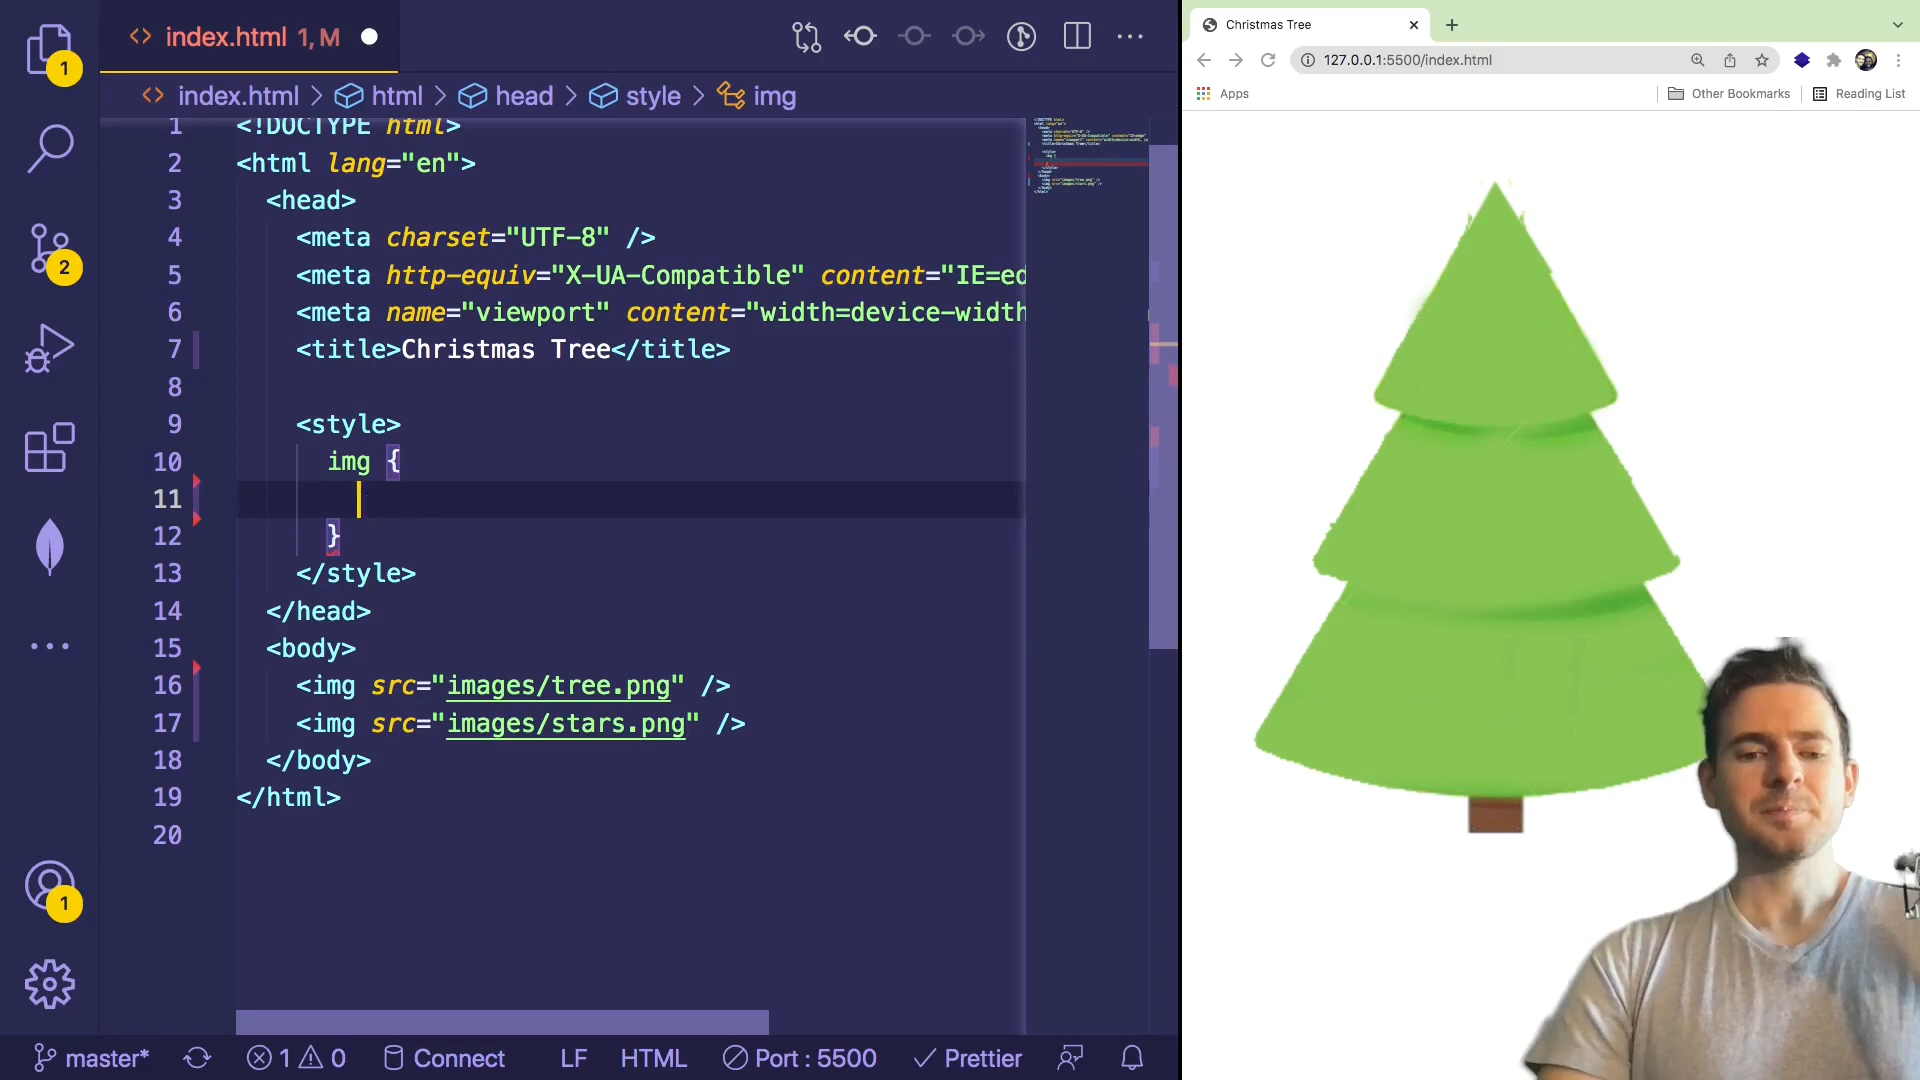 index.html 1, M
index.html > html > head > style > img
1 <!DOCTYPE html>
2 <html lang="en">
3 <head>
4 <meta charset="UTF-8" />
5 <meta http-equiv="X-UA-Compatible" content="IE=ed
6 <meta name="viewport" content="width=device-width
7 <title>Christmas Tree</title>
8
9 <style>
10 img {
11
12 }
13 </style>
14 </head>
15 <body>
16 <img src="images/tree.png" />
17 <img src="images/stars.png" />
18 </body>
19 </html>
20
1
2
1
master* 1 0 Connect LF HTML Port : 5500 Prettier
Christmas Tree
127.0.0.1:5500/index.html
Apps Other Bookmarks Reading List